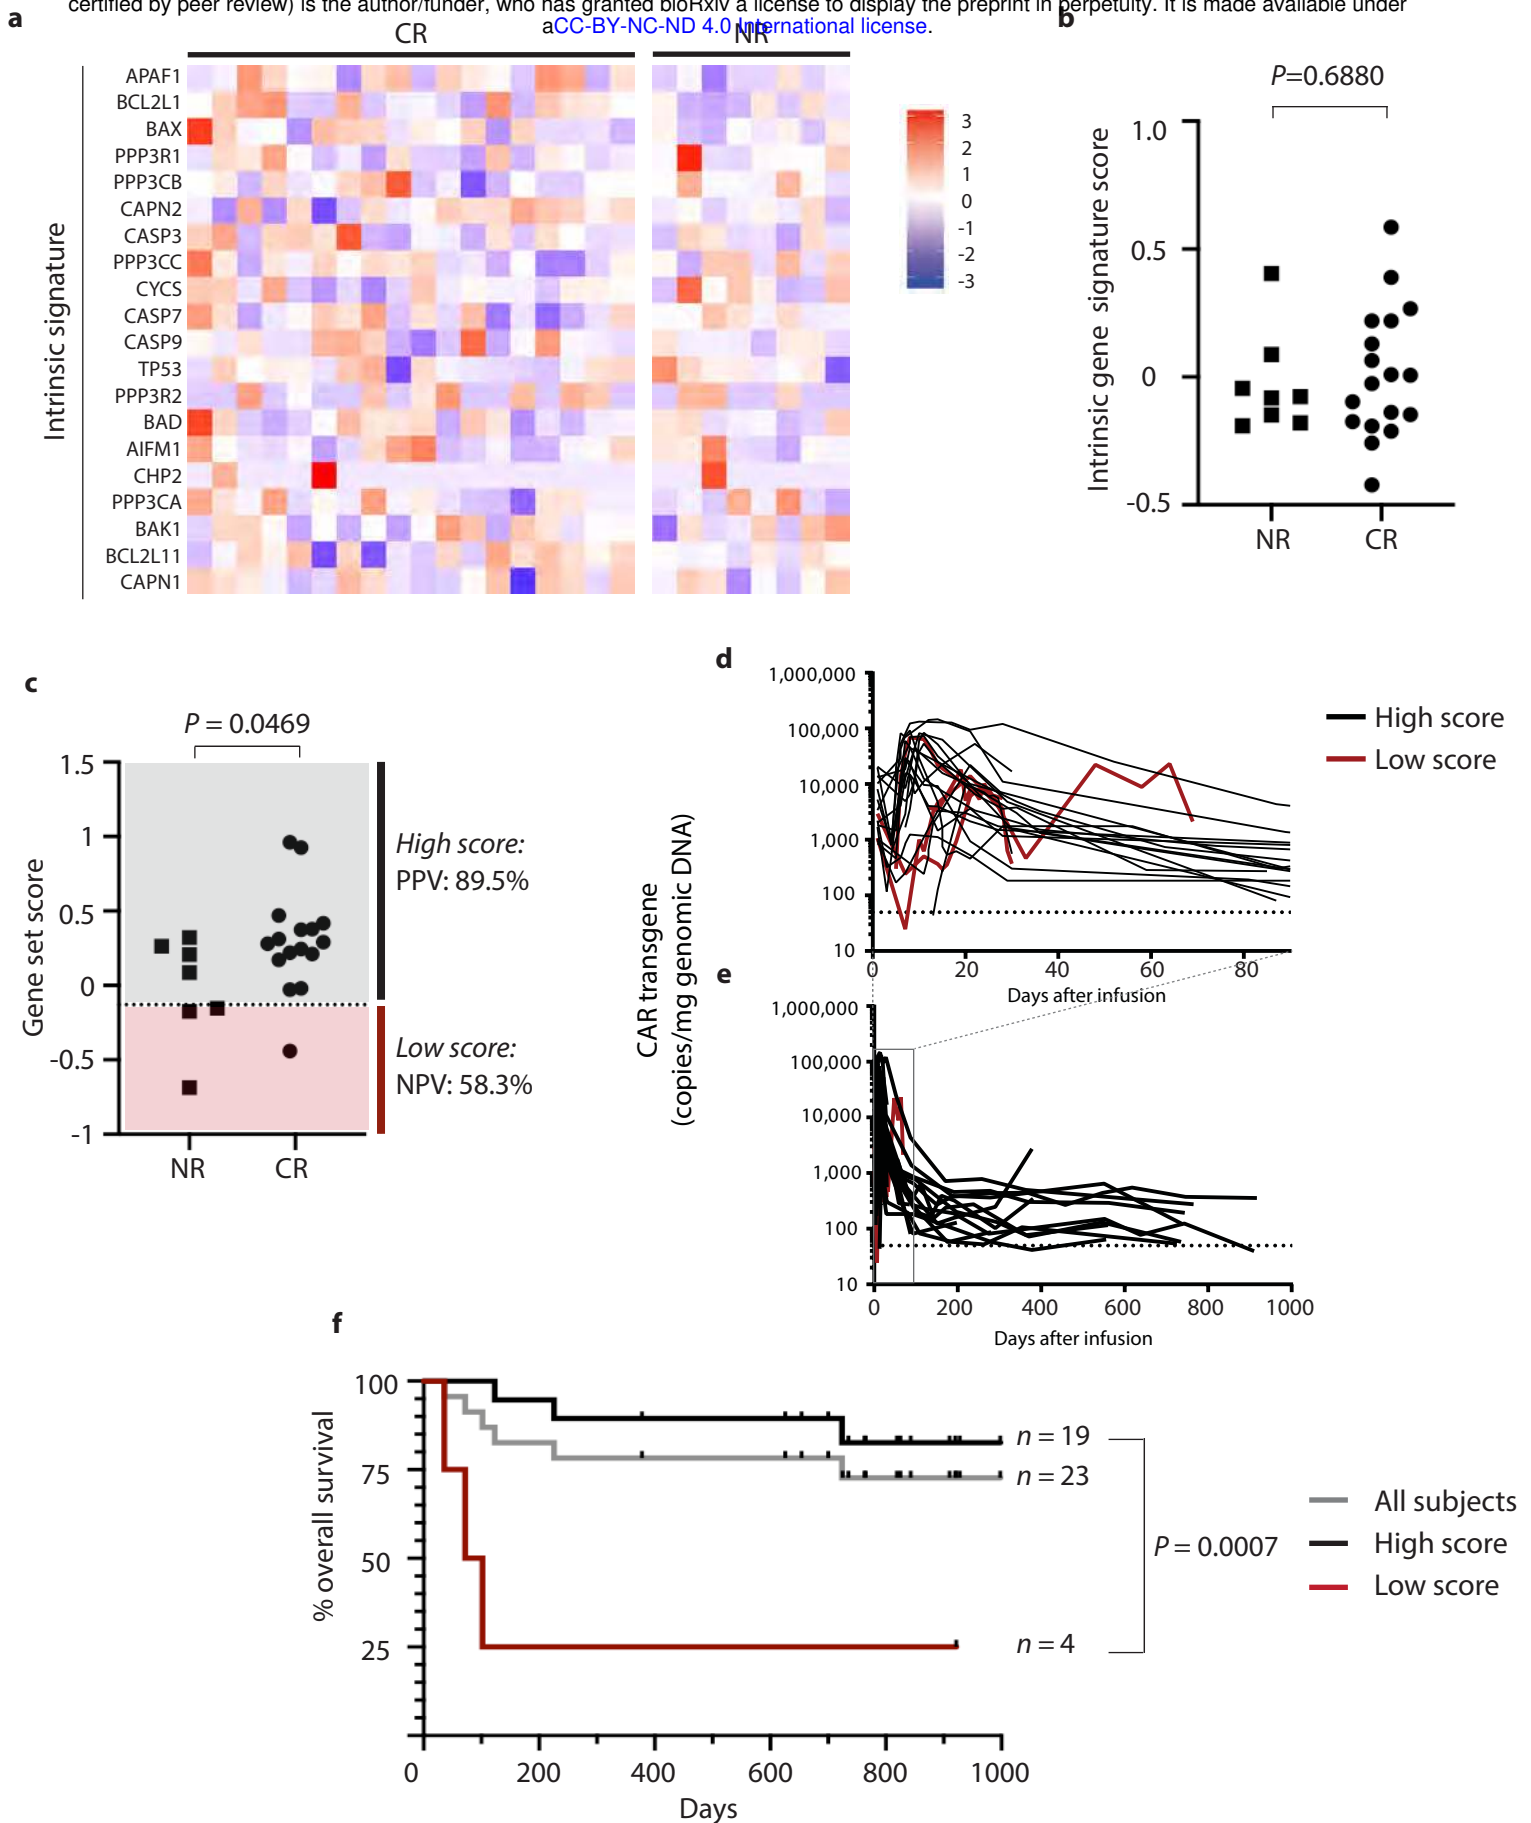 certified by peer review) is the author/funder, who has granted bioRxiv a license to display the preprint in perpetuity. It is made available under
aCC-BY-NC-ND 4.0 International license.
a
CR
NR
Intrinsic signature
APAF1
BCL2L1
BAX
PPP3R1
PPP3CB
CAPN2
CASP3
PPP3CC
CYCS
CASP7
CASP9
TP53
PPP3R2
BAD
AIFM1
CHP2
PPP3CA
BAK1
BCL2L11
CAPN1
3
2
1
0
-1
-2
-3
b
P=0.6880
Intrinsic gene signature score
1.0
0.5
0
-0.5
NR
CR
c
P = 0.0469
Gene set score
1.5
1
0.5
0
-0.5
-1
NR
CR
High score:
PPV: 89.5%
Low score:
NPV: 58.3%
d
CAR transgene
(copies/mg genomic DNA)
1,000,000
100,000
10,000
1,000
100
10
0
20
40
60
80
Days after infusion
High score
Low score
e
1,000,000
100,000
10,000
1,000
100
10
0
200
400
600
800
1000
Days after infusion
f
% overall survival
100
75
50
25
0
200
400
600
800
1000
Days
n = 19
n = 23
n = 4
P = 0.0007
All subjects
High score
Low score